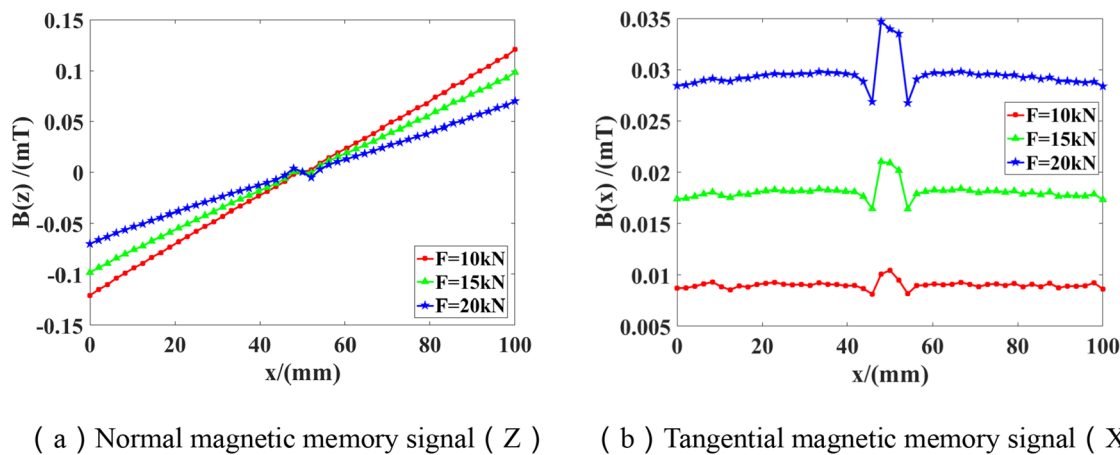 0.15
0.1
0.05
0
-0.05
-0.1
-0.15
B(z) /(mT)
0 20 40 60 80 100
x/(mm)
F=10kN
F=15kN
F=20kN
0.035
0.03
0.025
0.02
0.015
0.01
0.005
B(x) /(mT)
0 20 40 60 80 100
x/(mm)
F=10kN
F=15kN
F=20kN
（a）Normal magnetic memory signal（Z）
（b）Tangential magnetic memory signal（X